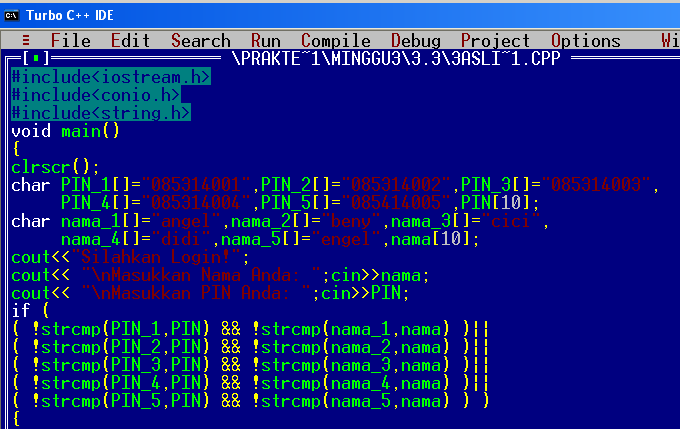 Turbo C++ IDE
≡ File Edit Search Run Compile Debug Project Options Wi
[▪] \PRAKTE~1\MINGGU3\3.3\3ASLI~1.CPP
#include<iostream.h>
#include<conio.h>
#include<string.h>
void main()
{
clrscr();
char PIN_1[]="085314001",PIN_2[]="085314002",PIN_3[]="085314003",
PIN_4[]="085314004",PIN_5[]="085414005",PIN[10];
char nama_1[]="angel",nama_2[]="beny",nama_3[]="cici",
nama_4[]="didi",nama_5[]="engel",nama[10];
cout<<"Silahkan Login!";
cout<< "\nMasukkan Nama Anda: ";cin>>nama;
cout<< "\nMasukkan PIN Anda: ";cin>>PIN;
if (
( !strcmp(PIN_1,PIN) && !strcmp(nama_1,nama) )||
( !strcmp(PIN_2,PIN) && !strcmp(nama_2,nama) )||
( !strcmp(PIN_3,PIN) && !strcmp(nama_3,nama) )||
( !strcmp(PIN_4,PIN) && !strcmp(nama_4,nama) )||
( !strcmp(PIN_5,PIN) && !strcmp(nama_5,nama) ) )
{